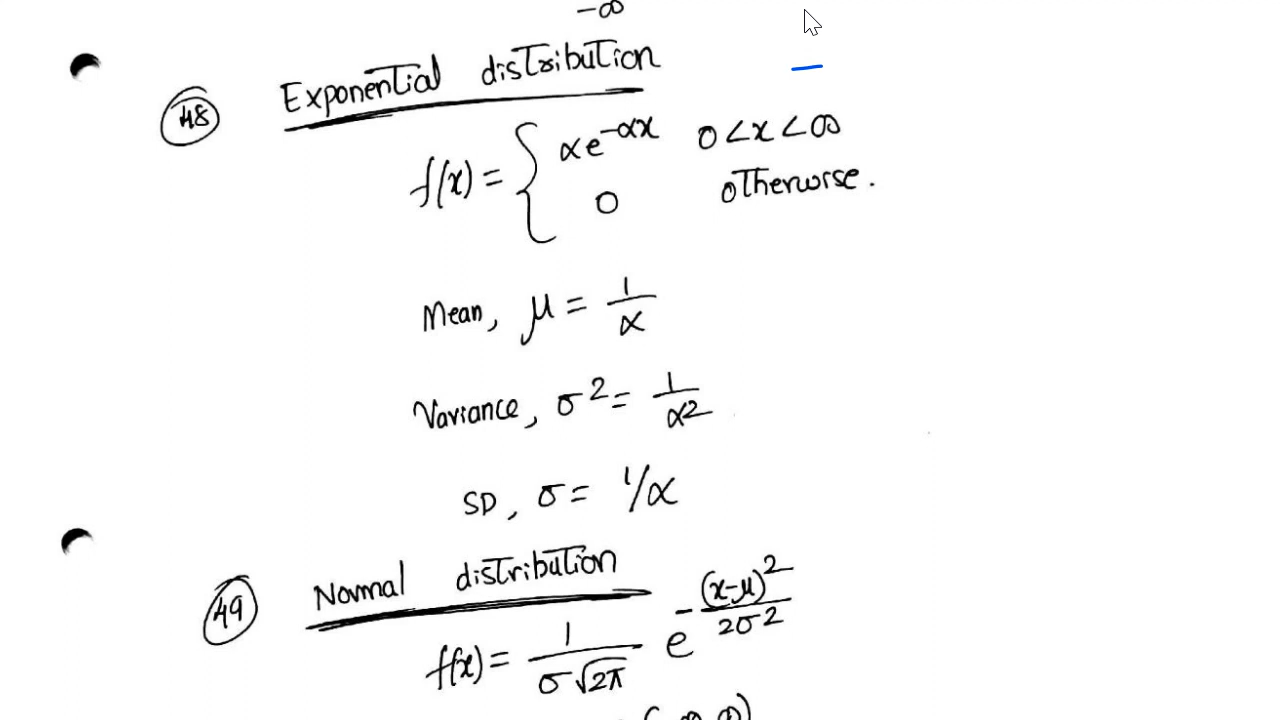 -∞
48 Exponential distribution
f(x) = { αe^{-αx} 0 < x < ∞
0 otherwise.
Mean, μ = 1/α
Variance, σ² = 1/α²
SD, σ = 1/α
49 Normal distribution
f(x) = 1/(σ√2π) e^{-(x-μ)²/2σ²}